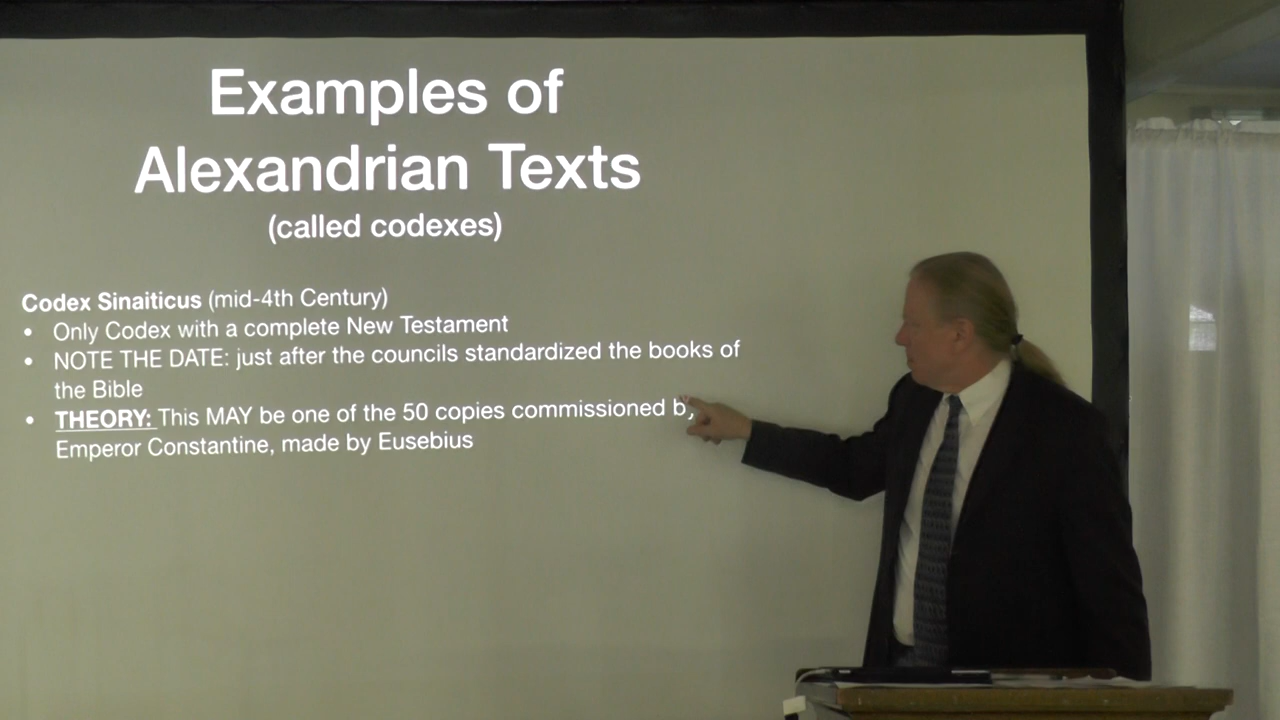 Examples of
Alexandrian Texts
(called codexes)
Codex Sinaiticus (mid-4th Century)
• Only Codex with a complete New Testament
• NOTE THE DATE: just after the councils standardized the books of
the Bible
• THEORY: This MAY be one of the 50 copies commissioned by
Emperor Constantine, made by Eusebius